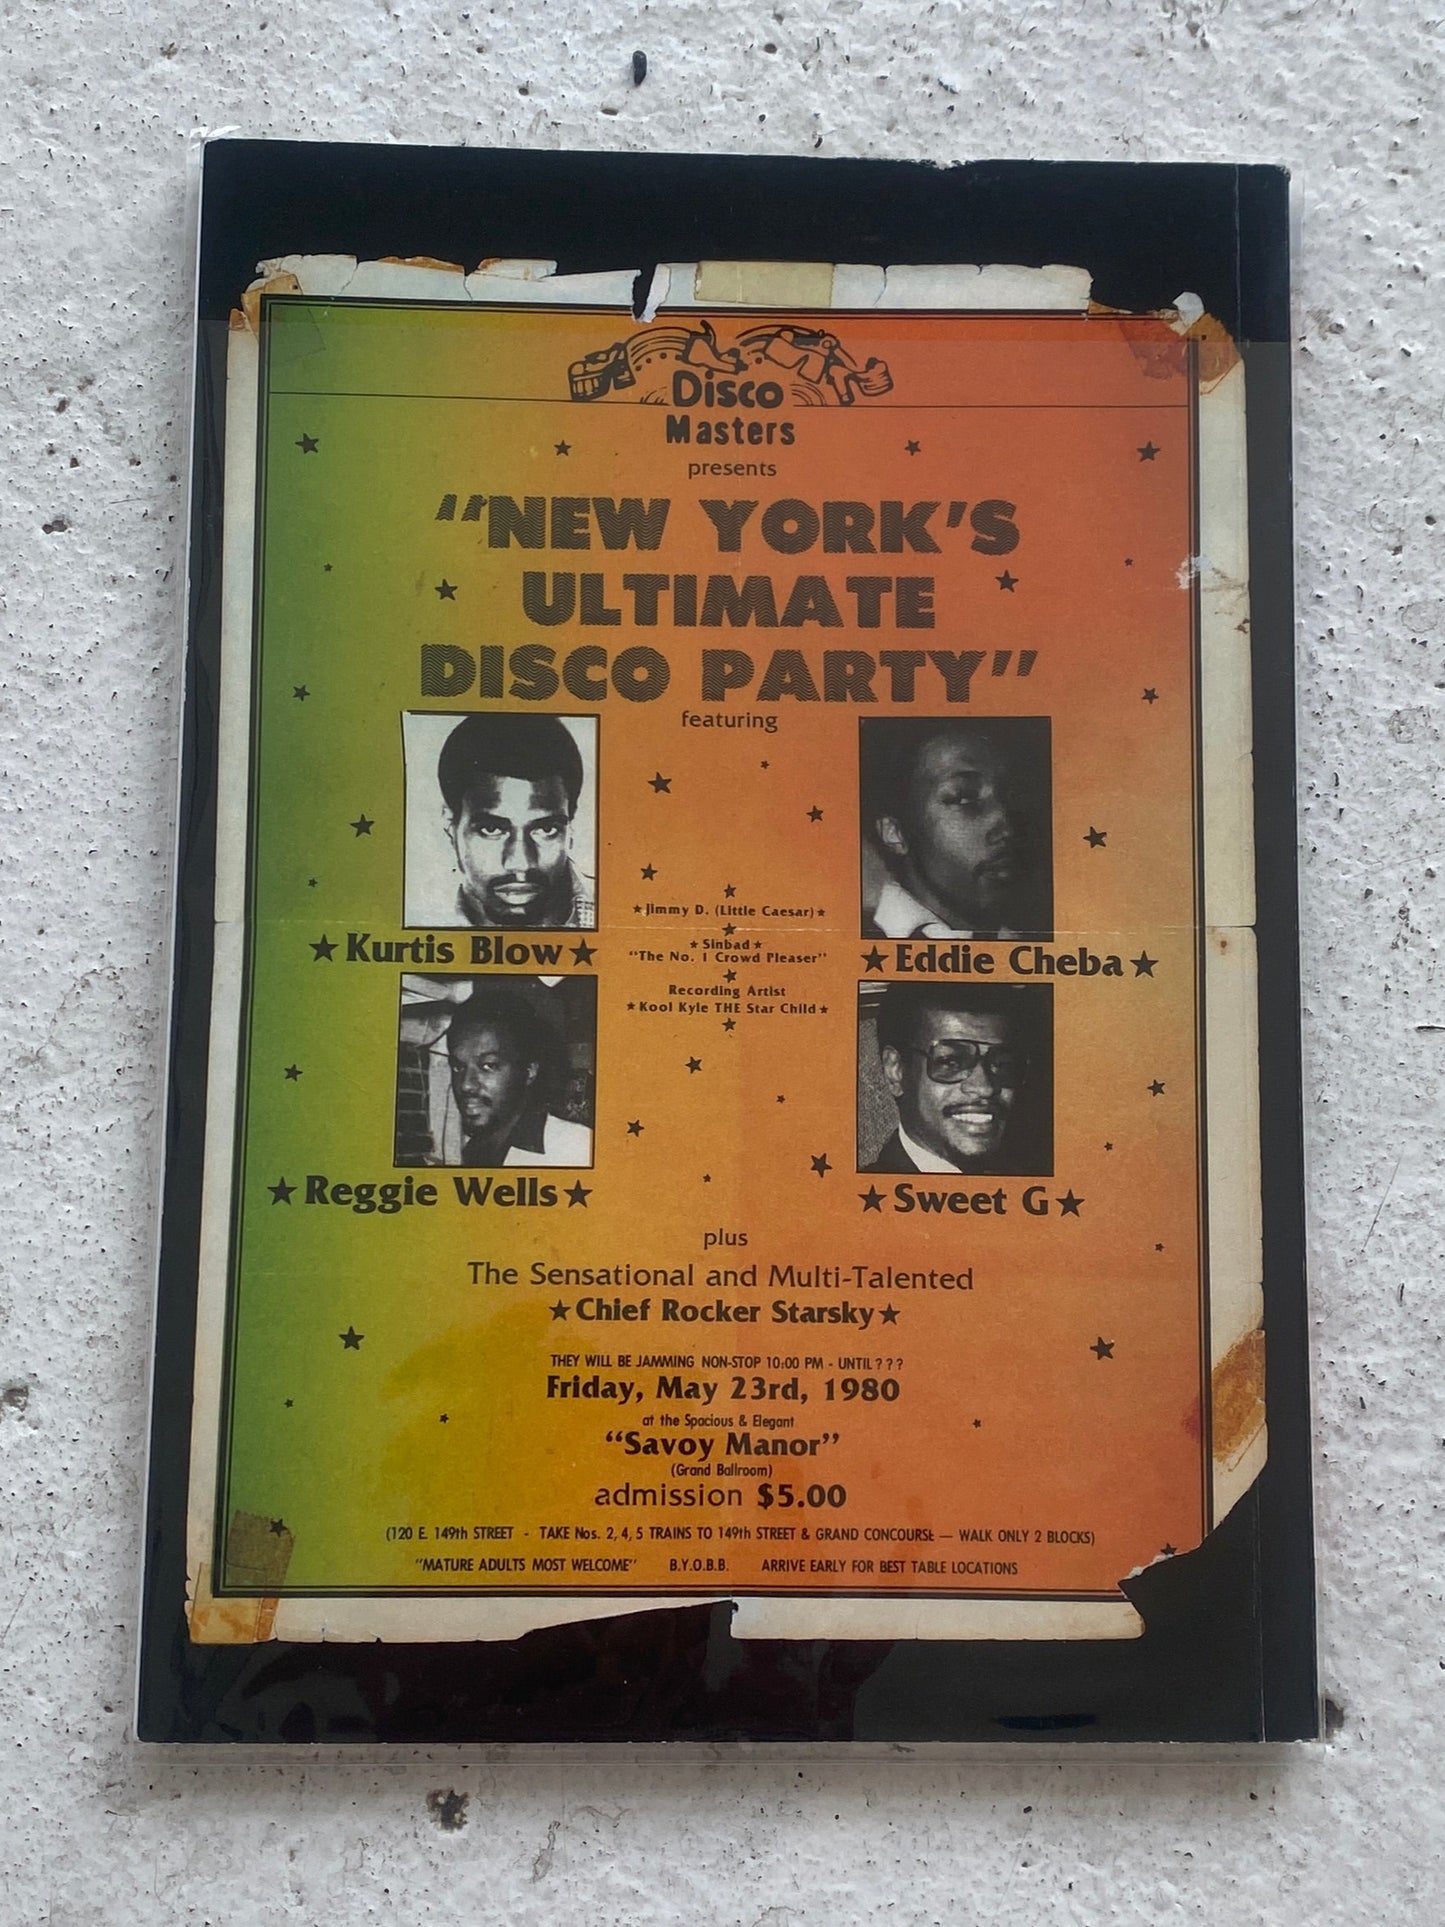 Disco
Masters
presents
"NEW YORK'S
ULTIMATE
DISCO PARTY"
featuring
★Jimmy D. (Little Caesar)★
★Sinbad★
"The No. 1 Crowd Pleaser"
Recording Artist
★Kool Kyle THE Star Child★
★Kurtis Blow★
★Eddie Cheba★
★Reggie Wells★
★Sweet G★
plus
The Sensational and Multi-Talented
★Chief Rocker Starsky★
THEY WILL BE JAMMING NON-STOP 10:00 PM - UNTIL???
Friday, May 23rd, 1980
at the Spacious & Elegant
"Savoy Manor"
(Grand Ballroom)
admission $5.00
(120 E. 149th STREET - TAKE Nos. 2, 4, 5 TRAINS TO 149th STREET & GRAND CONCOURSE — WALK ONLY 2 BLOCKS)
"MATURE ADULTS MOST WELCOME" B.Y.O.B.B. ARRIVE EARLY FOR BEST TABLE LOCATIONS